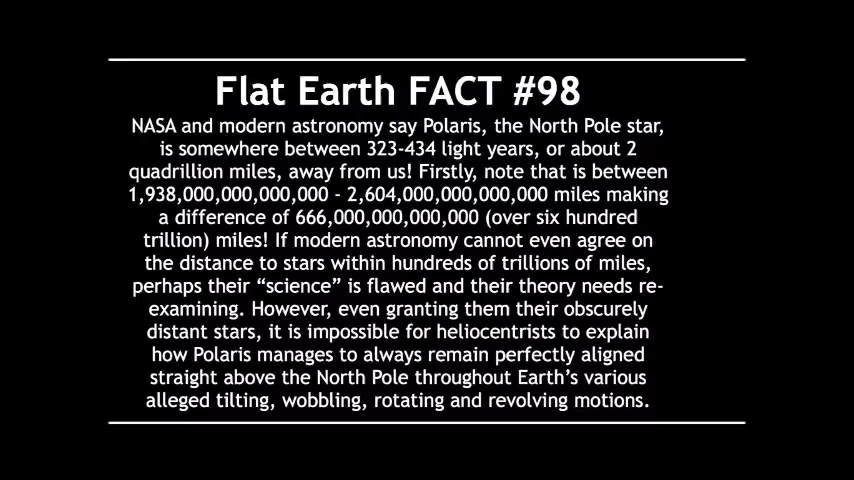 Flat Earth FACT #98
NASA and modern astronomy say Polaris, the North Pole star,
is somewhere between 323-434 light years, or about 2
quadrillion miles, away from us! Firstly, note that is between
1,938,000,000,000,000 - 2,604,000,000,000,000 miles making
a difference of 666,000,000,000,000 (over six hundred
trillion) miles! If modern astronomy cannot even agree on
the distance to stars within hundreds of trillions of miles,
perhaps their “science” is flawed and their theory needs re-
examining. However, even granting them their obscurely
distant stars, it is impossible for heliocentrists to explain
how Polaris manages to always remain perfectly aligned
straight above the North Pole throughout Earth’s various
alleged tilting, wobbling, rotating and revolving motions.